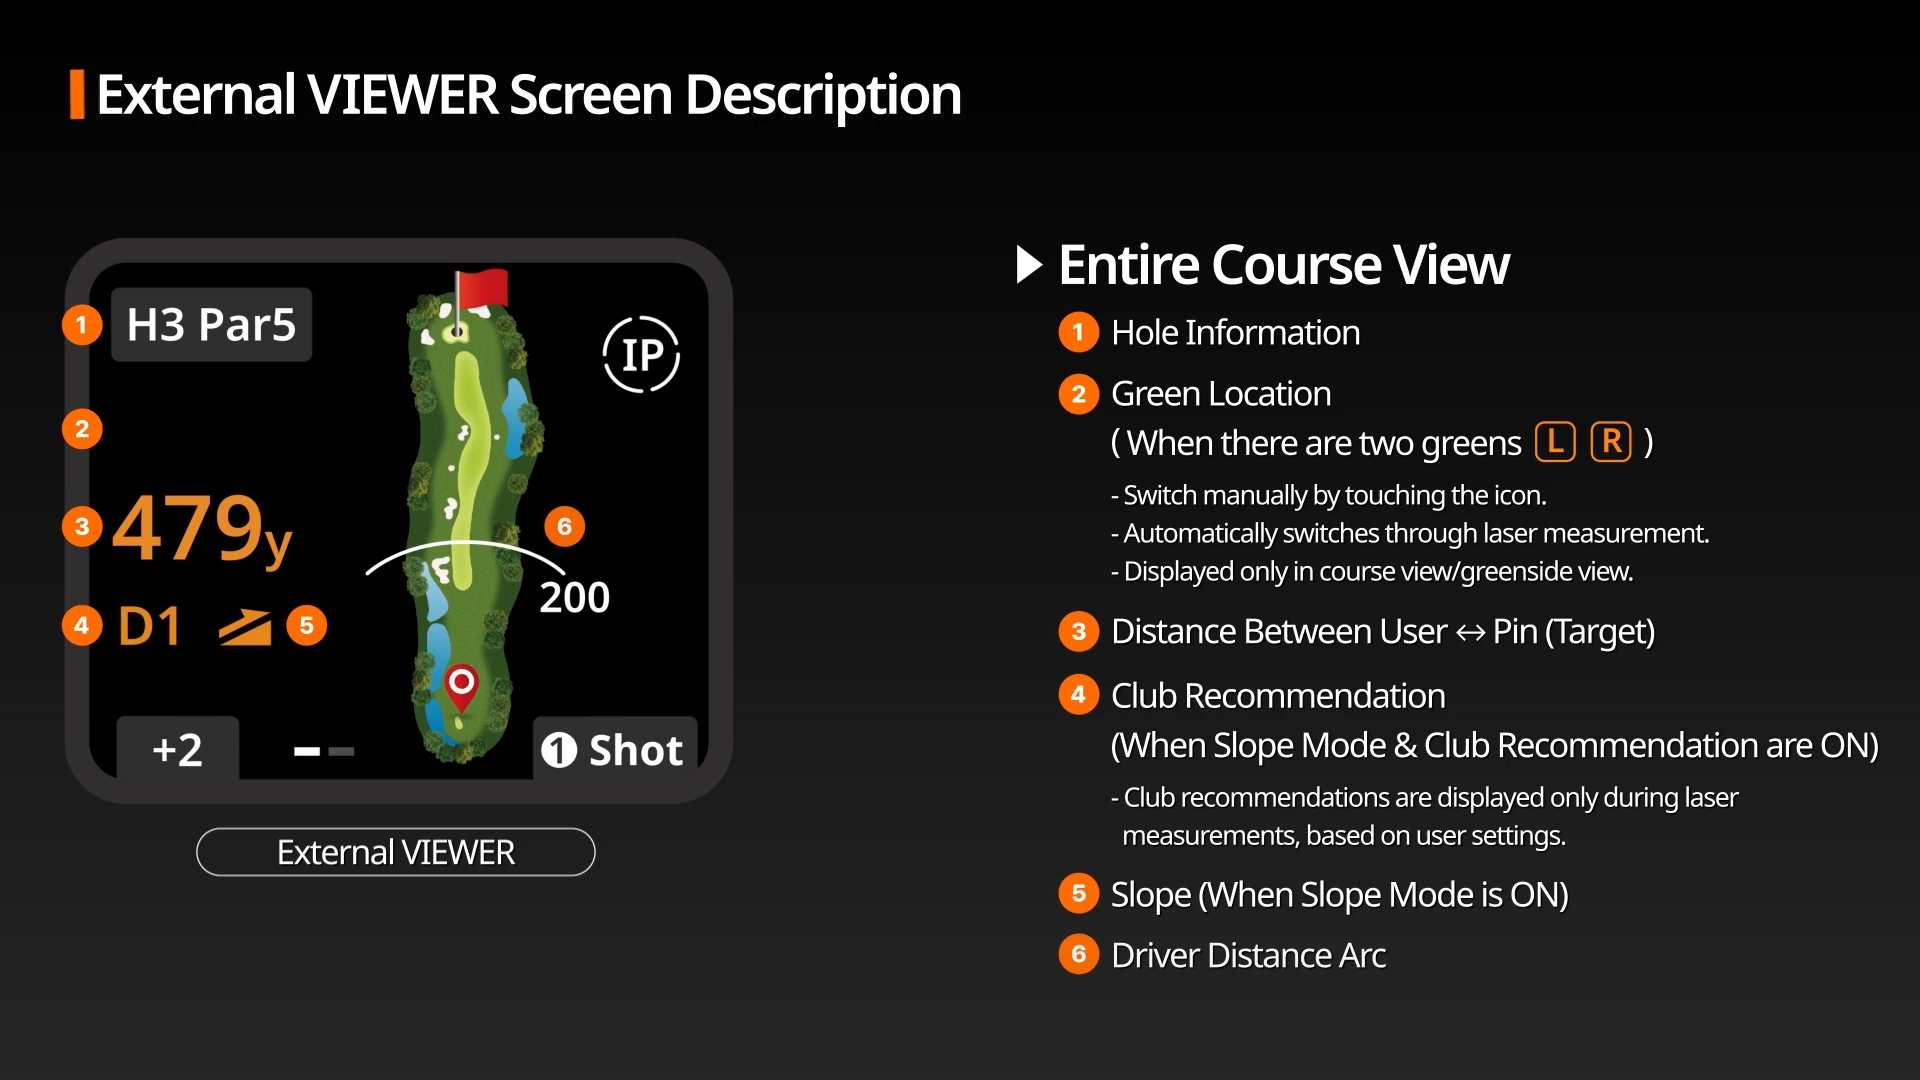 External VIEWER Screen Description
1 H3 Par5
IP
2
3 479y
6
200
4 D1 5
+2
1 Shot
External VIEWER
Entire Course View
1 Hole Information
2 Green Location
( When there are two greens L R )
- Switch manually by touching the icon.
- Automatically switches through laser measurement.
- Displayed only in course view/greenside view.
3 Distance Between User ↔ Pin (Target)
4 Club Recommendation
(When Slope Mode & Club Recommendation are ON)
- Club recommendations are displayed only during laser
measurements, based on user settings.
5 Slope (When Slope Mode is ON)
6 Driver Distance Arc